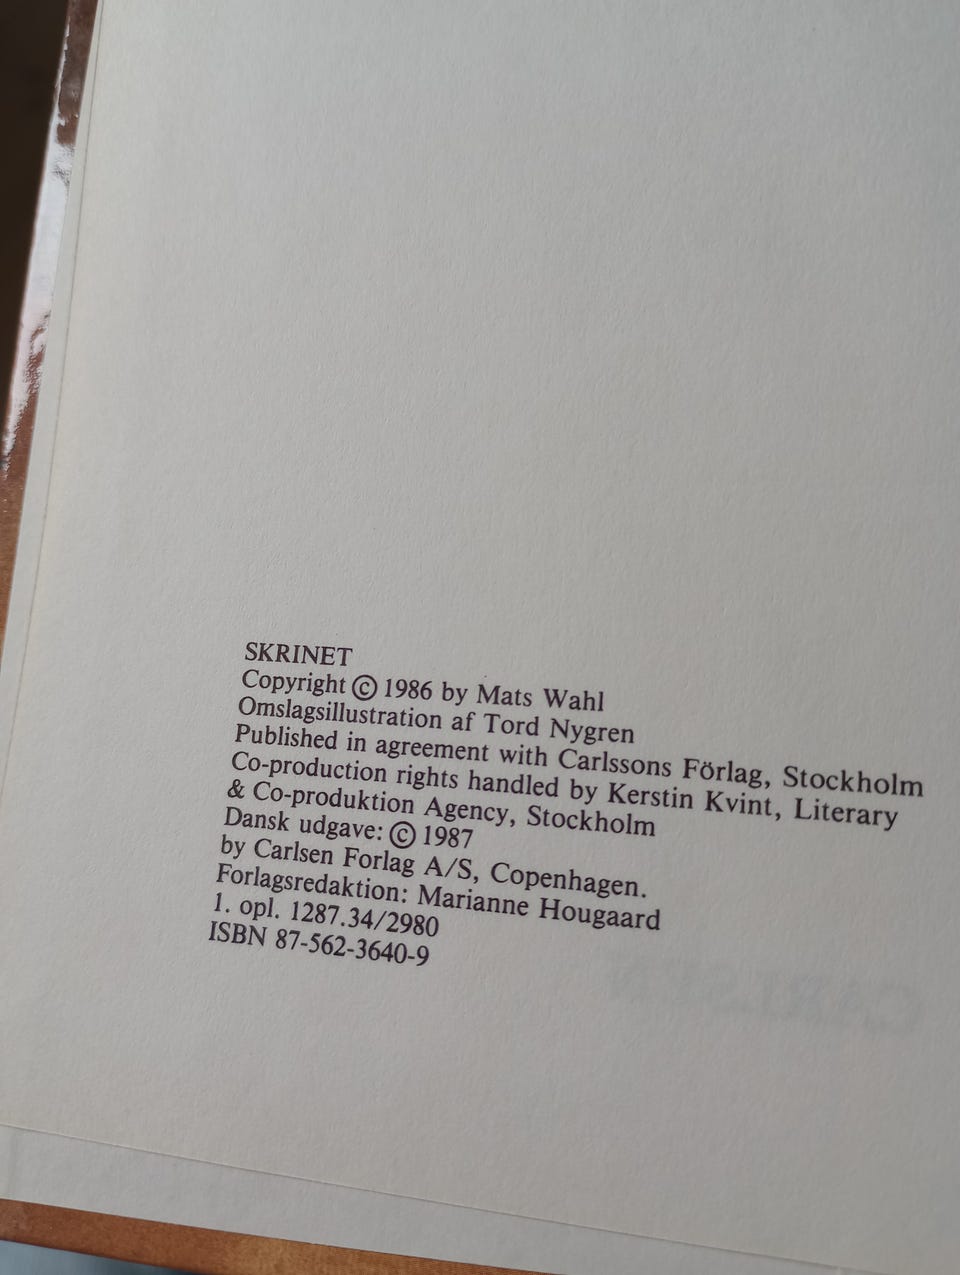 SKRINET
Copyright © 1986 by Mats Wahl
Omslagsillustration af Tord Nygren
Published in agreement with Carlssons Förlag, Stockholm
Co-production rights handled by Kerstin Kvint, Literary
& Co-produktion Agency, Stockholm
Dansk udgave: © 1987
by Carlsen Forlag A/S, Copenhagen.
Forlagsredaktion: Marianne Hougaard
1. opl. 1287.34/2980
ISBN 87-562-3640-9
CARLSEN